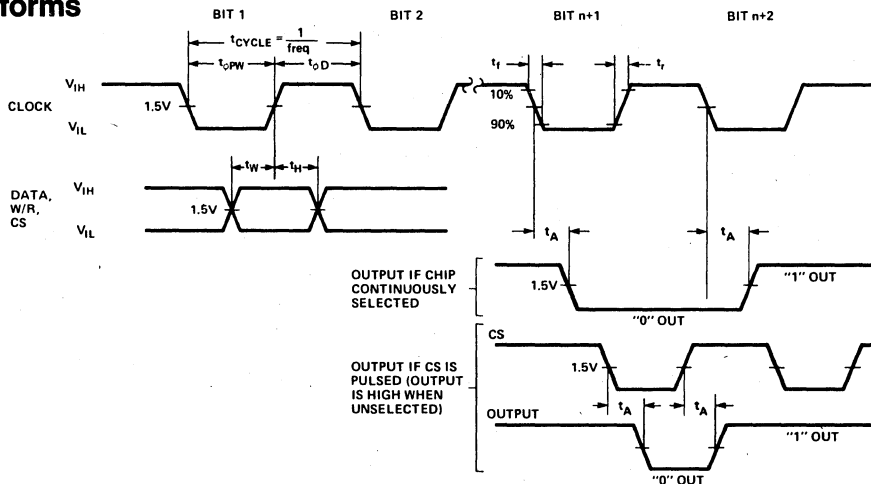 forms
BIT 1
BIT 2
BIT n+1
BIT n+2
tCYCLE = 1/freq
tϕPW
tϕD
tf
tr
CLOCK
VIH
1.5V
VIL
10%
90%
tW
tH
DATA,
W/R,
CS
VIH
1.5V
VIL
tA
tA
OUTPUT IF CHIP
CONTINUOUSLY
SELECTED
1.5V
"1" OUT
"0" OUT
OUTPUT IF CS IS
PULSED (OUTPUT
IS HIGH WHEN
UNSELECTED)
CS
1.5V
tA
tA
OUTPUT
"1" OUT
"0" OUT